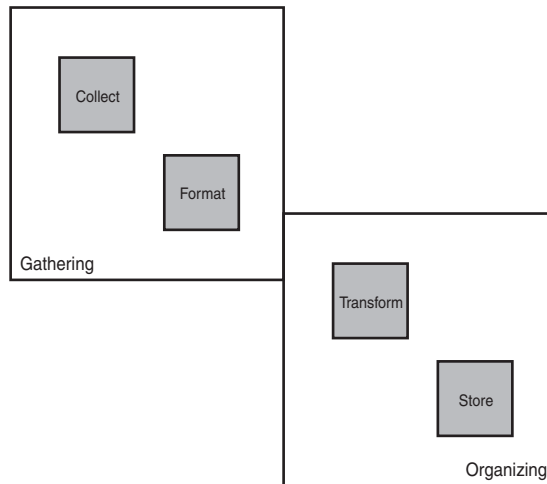 Collect
Format
Gathering
Transform
Store
Organizing